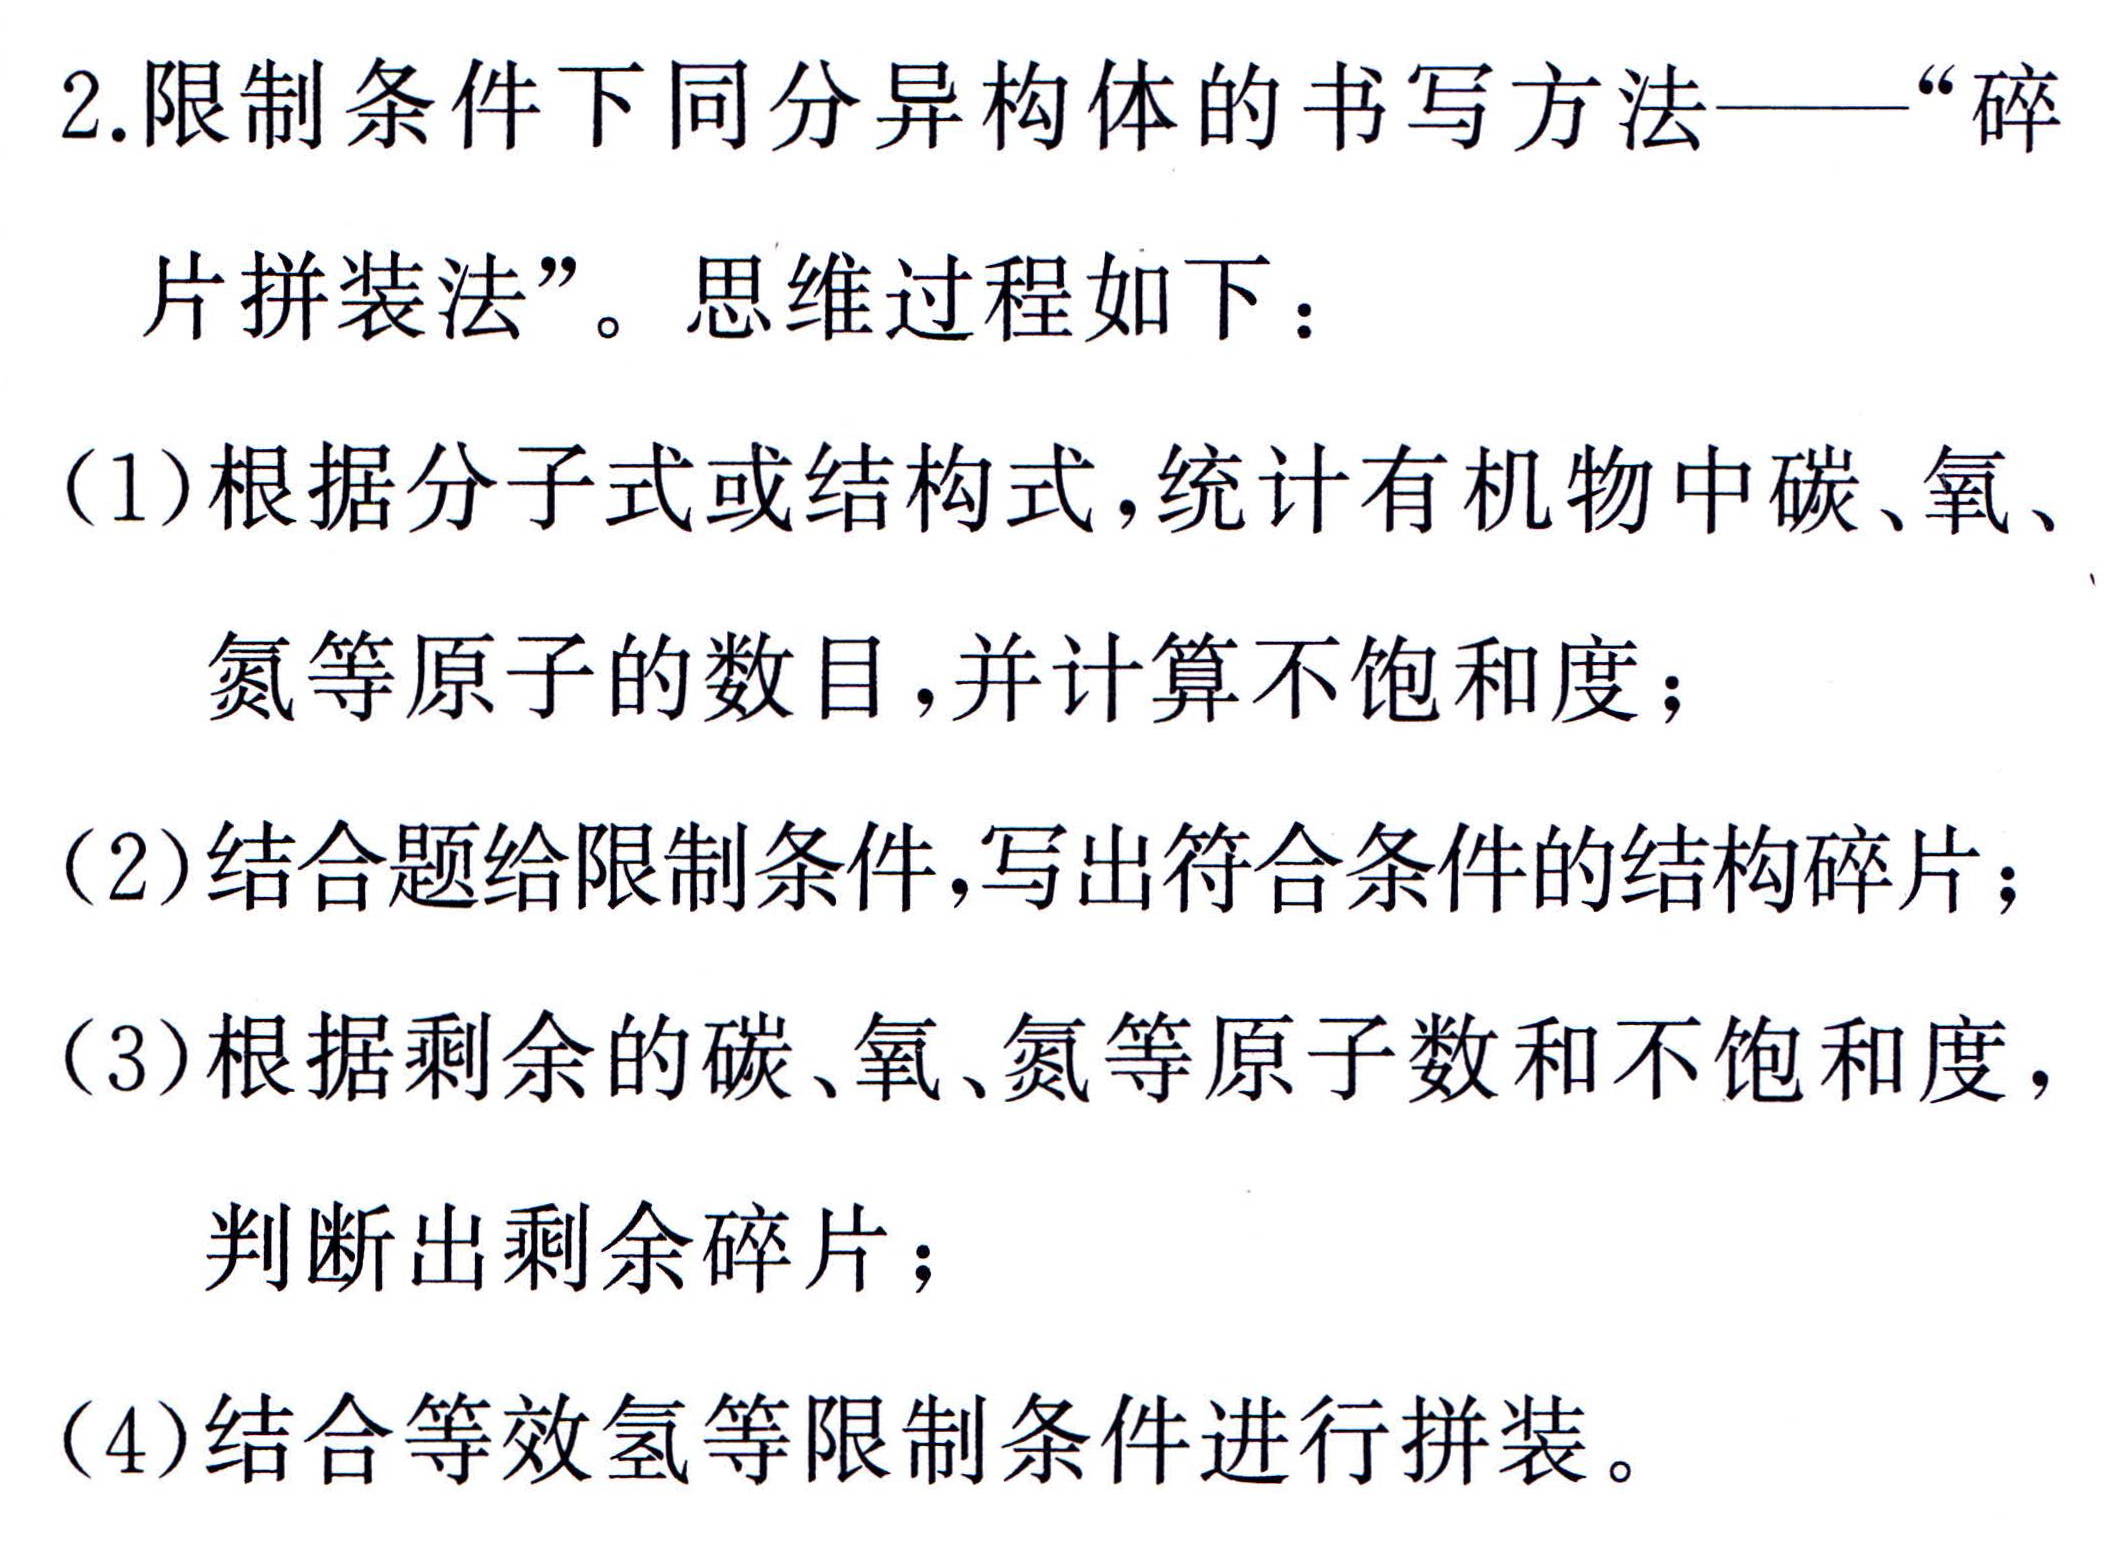 2.限制条件下同分异构体的书写方法——“碎
片拼装法”。思维过程如下：
(1)根据分子式或结构式,统计有机物中碳、氧、
氮等原子的数目,并计算不饱和度；
(2)结合题给限制条件,写出符合条件的结构碎片；
(3)根据剩余的碳、氧、氮等原子数和不饱和度,
判断出剩余碎片；
(4)结合等效氢等限制条件进行拼装。